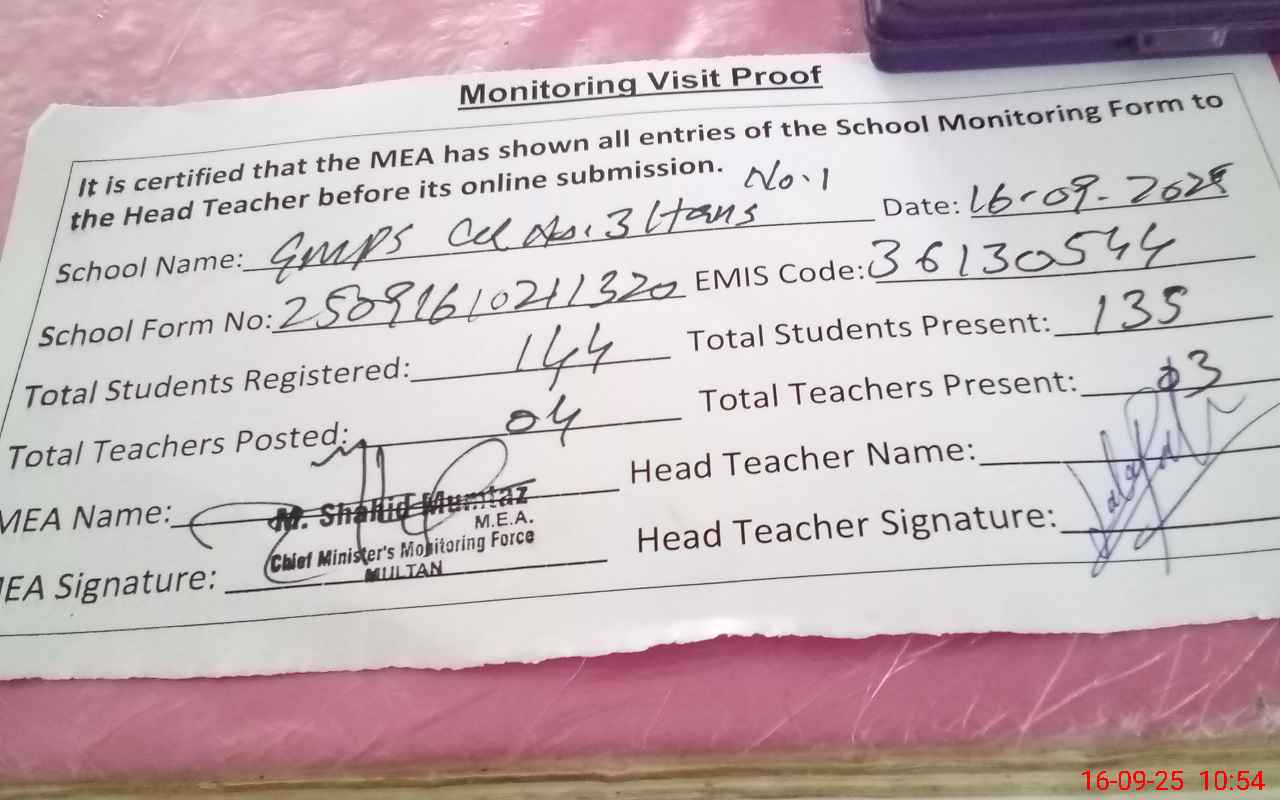 Monitoring Visit Proof
It is certified that the MEA has shown all entries of the School Monitoring Form to
the Head Teacher before its online submission.
No.1
School Name: GMPS No. 3 Hans Date: 16-09-2025
School Form No: 25091610211320 EMIS Code: 36130544
Total Students Registered: 144 Total Students Present: 135
Total Teachers Posted: 04 Total Teachers Present: 03
MEA Name: M. Shahid Mumtaz Head Teacher Name:
M.E.A.
Chief Minister's Monitoring Force
MULTAN
EA Signature: Head Teacher Signature:
16-09-25 10:54